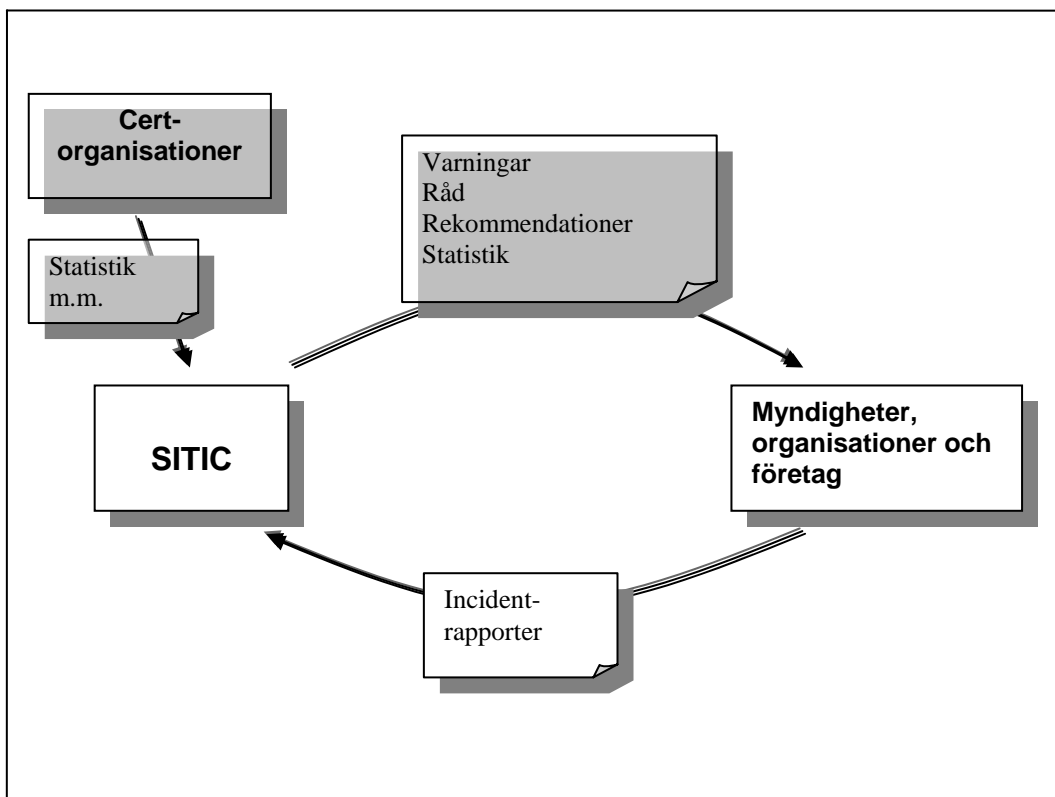 Cert-
organisationer
Varningar
Råd
Rekommendationer
Statistik
Statistik
m.m.
SITIC
Myndigheter,
organisationer och
företag
Incident-
rapporter